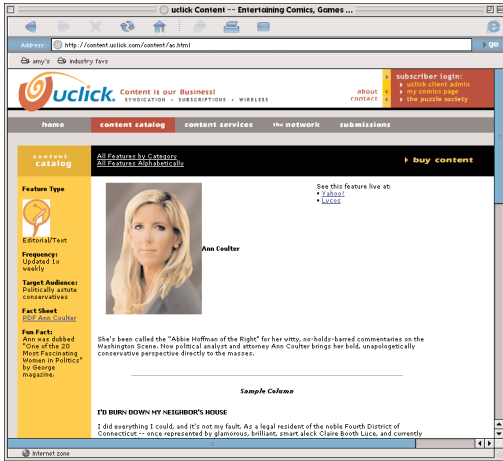 uclick Content -- Entertaining Comics, Games ...
Address: http://content.uclick.com/content/ac.html
go
amy's
industry favs
uclick.
Content is our Business!
SYNDICATION • SUBSCRIPTIONS • WIRELESS
about
contact
subscriber login:
uclick client admin
my comics page
the puzzle society
home
content catalog
content services
the network
submissions
content
catalog
All Features by Category
All Features Alphabetically
buy content
Feature Type
Editorial/Text
Frequency:
Updated 1x
weekly
Target Audience:
Politically astute
conservatives
Fact Sheet
PDF Ann Coulter
Fun Fact:
Ann was dubbed
"One of the 20
Most Fascinating
Women in Politics"
by George
magazine.
Ann Coulter
See this feature live at:
• Yahoo!
• Lycos
She's been called the "Abbie Hoffman of the Right" for her witty, no-holds-barred commentaries on the
Washington Scene. Now political analyst and attorney Ann Coulter brings her bold, unapologetically
conservative perspective directly to the masses.
Sample Column
I'D BURN DOWN MY NEIGHBOR'S HOUSE
I did everything I could, and it's not my fault. As a legal resident of the noble Fourth District of
Connecticut -- once represented by glamorous, brilliant, smart aleck Claire Booth Luce, and currently
Internet zone